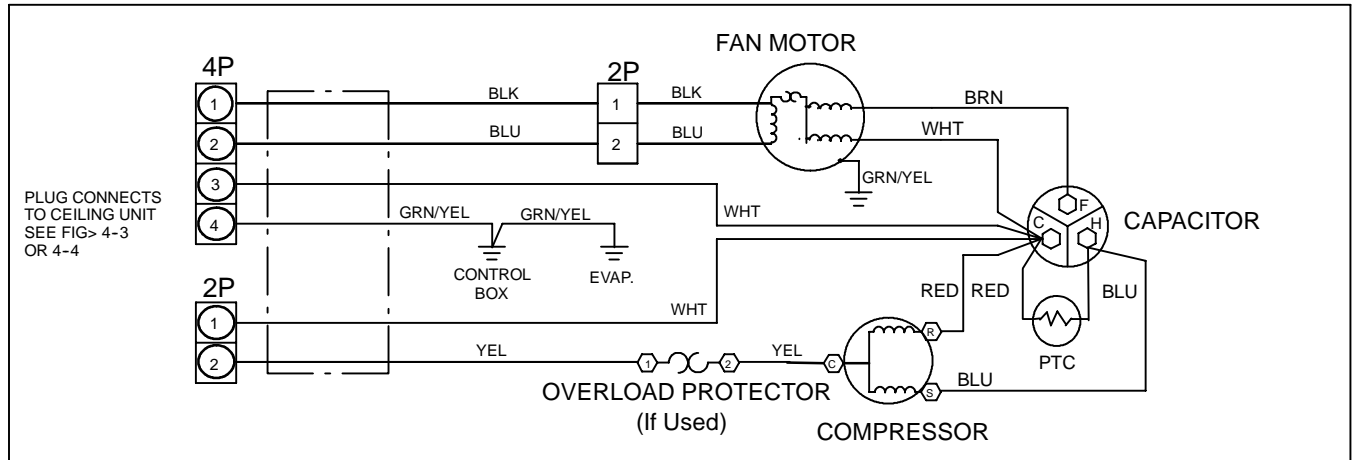 FAN MOTOR
4P
2P
1
BLK
1
BLK
BRN
2
BLU
2
BLU
WHT
3
GRN/YEL
PLUG CONNECTS
TO CEILING UNIT
SEE FIG> 4-3
OR 4-4
4
GRN/YEL
GRN/YEL
WHT
F
C
H
CAPACITOR
CONTROL
BOX
EVAP.
2P
1
WHT
RED
RED
BLU
2
YEL
1
2
YEL
C
R
S
PTC
OVERLOAD PROTECTOR
(If Used)
BLU
COMPRESSOR